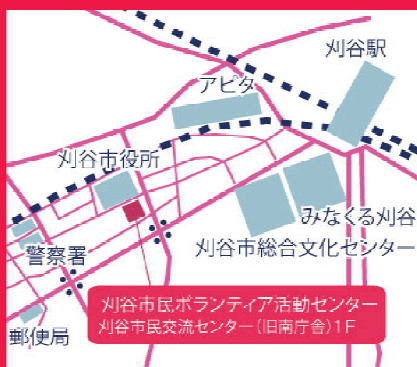 刈谷駅
アピタ
刈谷市役所
みなくる刈谷
刈谷市総合文化センター
警察署
刈谷市民ボランティア活動センター
刈谷市民交流センター(旧南庁舎)1F
郵便局